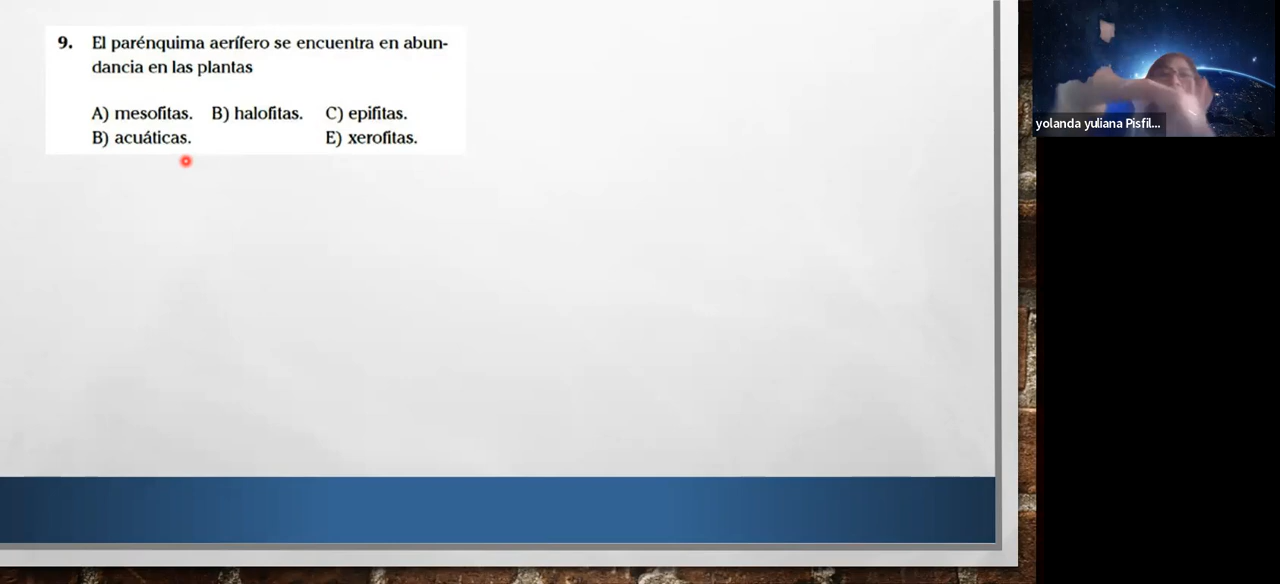 9. El parénquima aerífero se encuentra en abun-
dancia en las plantas
A) mesofitas. B) halofitas. C) epifitas.
B) acuáticas. E) xerofitas.
yolanda yuliana Pisfil...